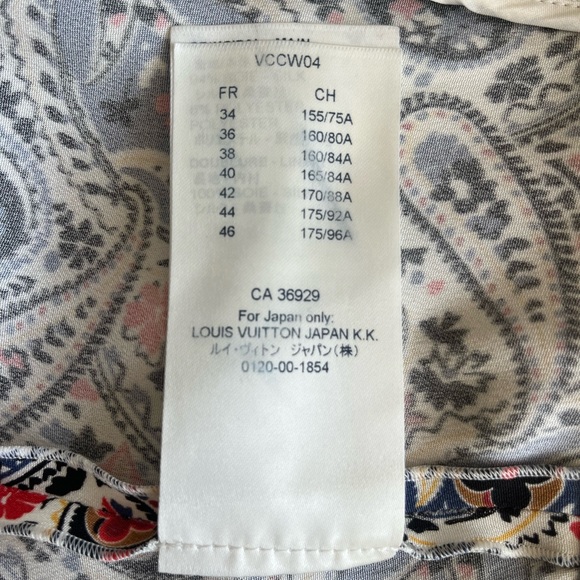 VCCW04
FR CH
34 155/75A
36 160/80A
38 160/84A
40 165/84A
42 170/88A
44 175/92A
46 175/96A
CA 36929
For Japan only:
LOUIS VUITTON JAPAN K.K.
ルイ・ヴィトン ジャパン(株)
0120-00-1854